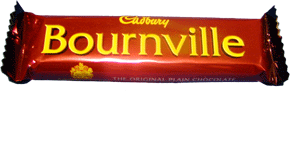 Cadbury
Bournville
THE ORIGINAL PLAIN CHOCOLATE